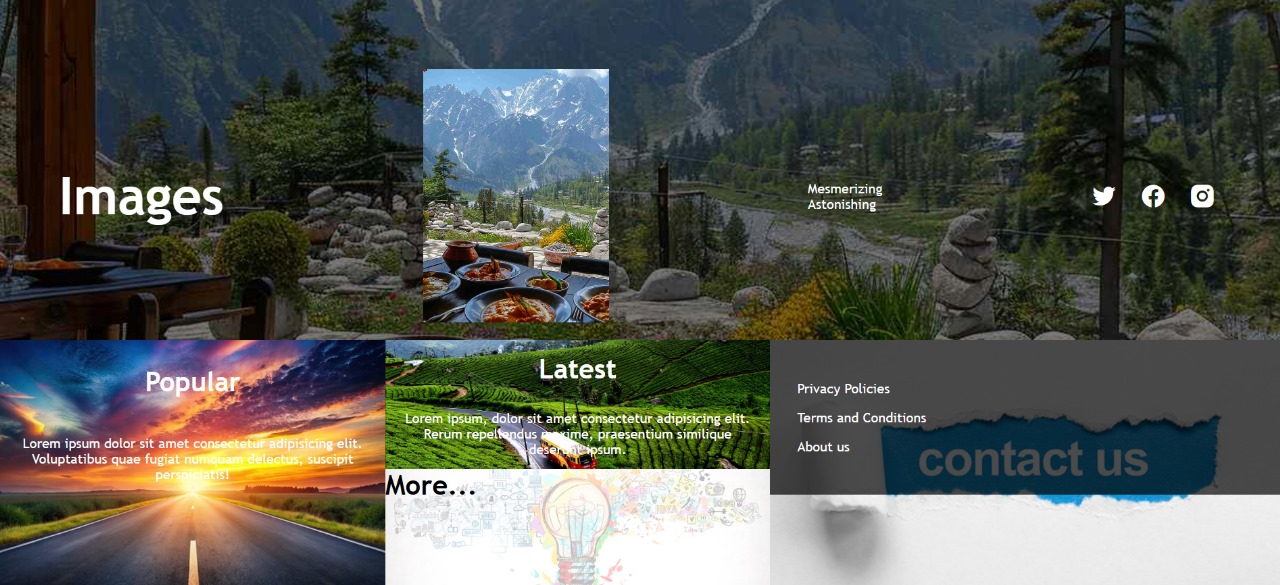 Images
Mesmerizing
Astonishing
Popular
Lorem ipsum dolor sit amet consectetur adipisicing elit.
Voluptatibus quae fugiat numquam delectus, suscipit
perspiciatis!
Latest
Lorem ipsum, dolor sit amet consectetur adipisicing elit.
Rerum repellendus maxime, praesentium similique
deserunt ipsum.
More...
IDEA
Privacy Policies
Terms and Conditions
About us
contact us